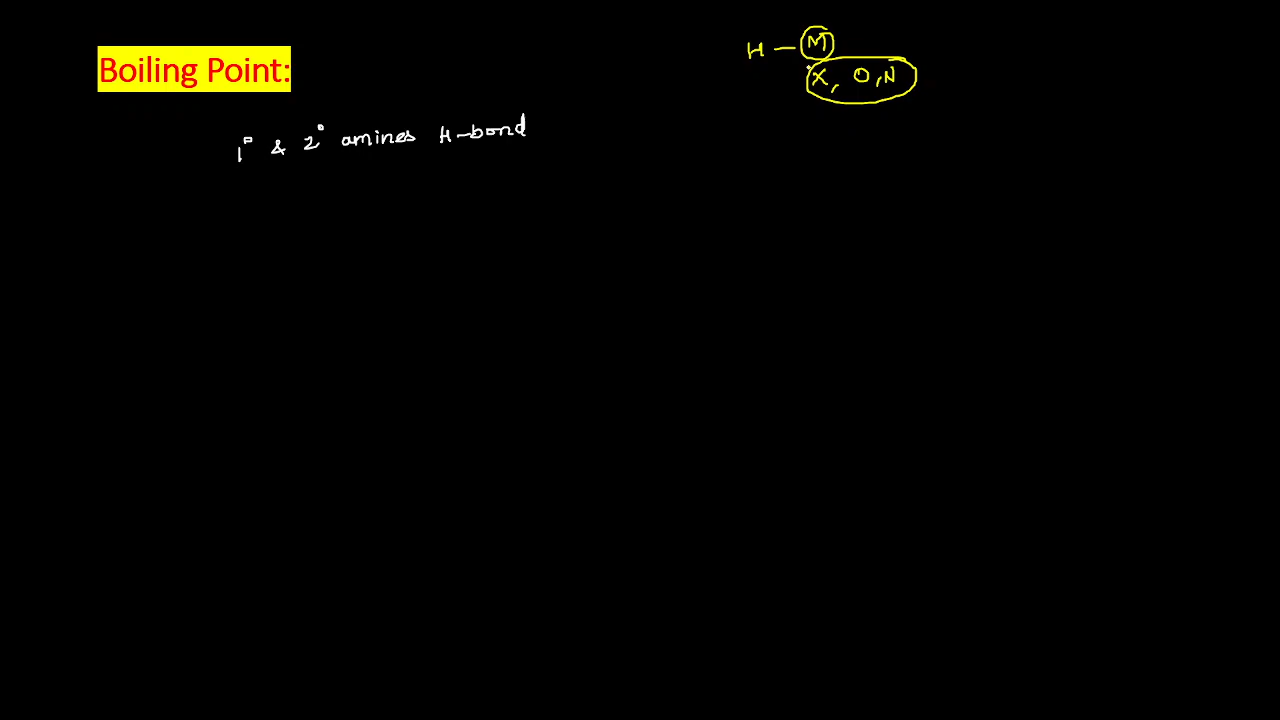 Boiling Point:
H — M
X, O, N
1° & 2° amines H-bond